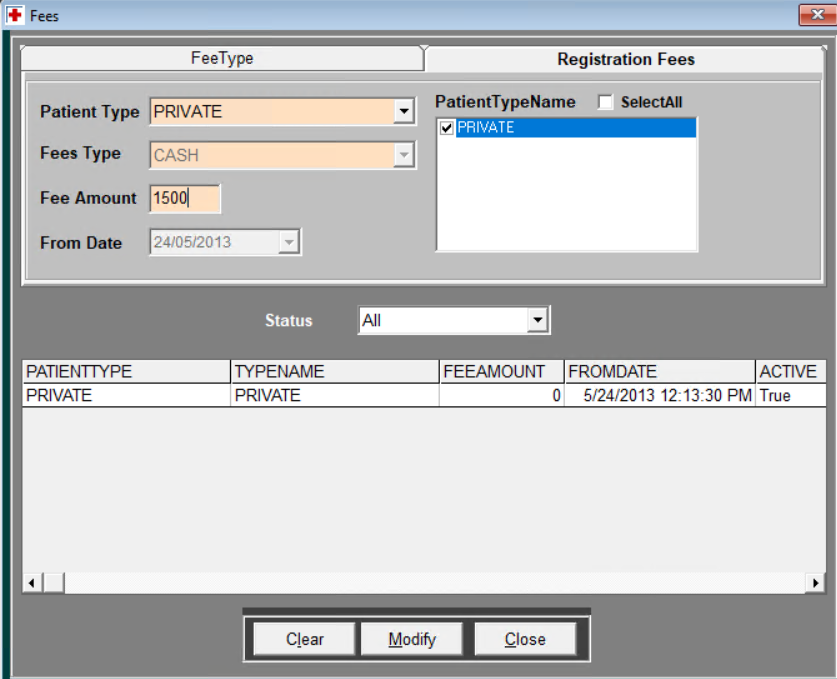 Fees
FeeType Registration Fees
Patient Type PRIVATE
Fees Type CASH
Fee Amount 1500
From Date 24/05/2013
PatientTypeName SelectAll
PRIVATE
Status All
PATIENTTYPE TYPENAME FEEAMOUNT FROMDATE ACTIVE
PRIVATE PRIVATE 0 5/24/2013 12:13:30 PM True
Clear Modify Close